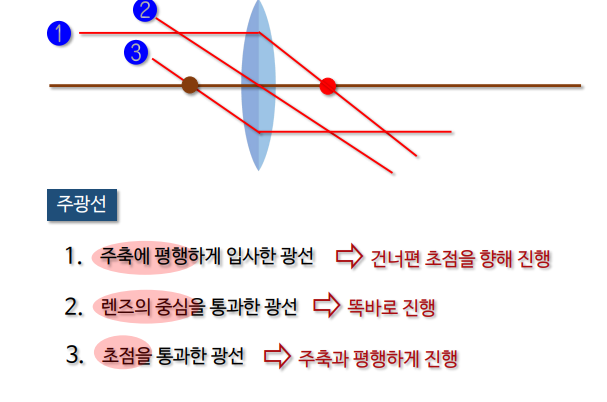 2
1
3
주광선
1. 주축에 평행하게 입사한 광선 건너편 초점을 향해 진행
2. 렌즈의 중심을 통과한 광선 똑바로 진행
3. 초점을 통과한 광선 주축과 평행하게 진행